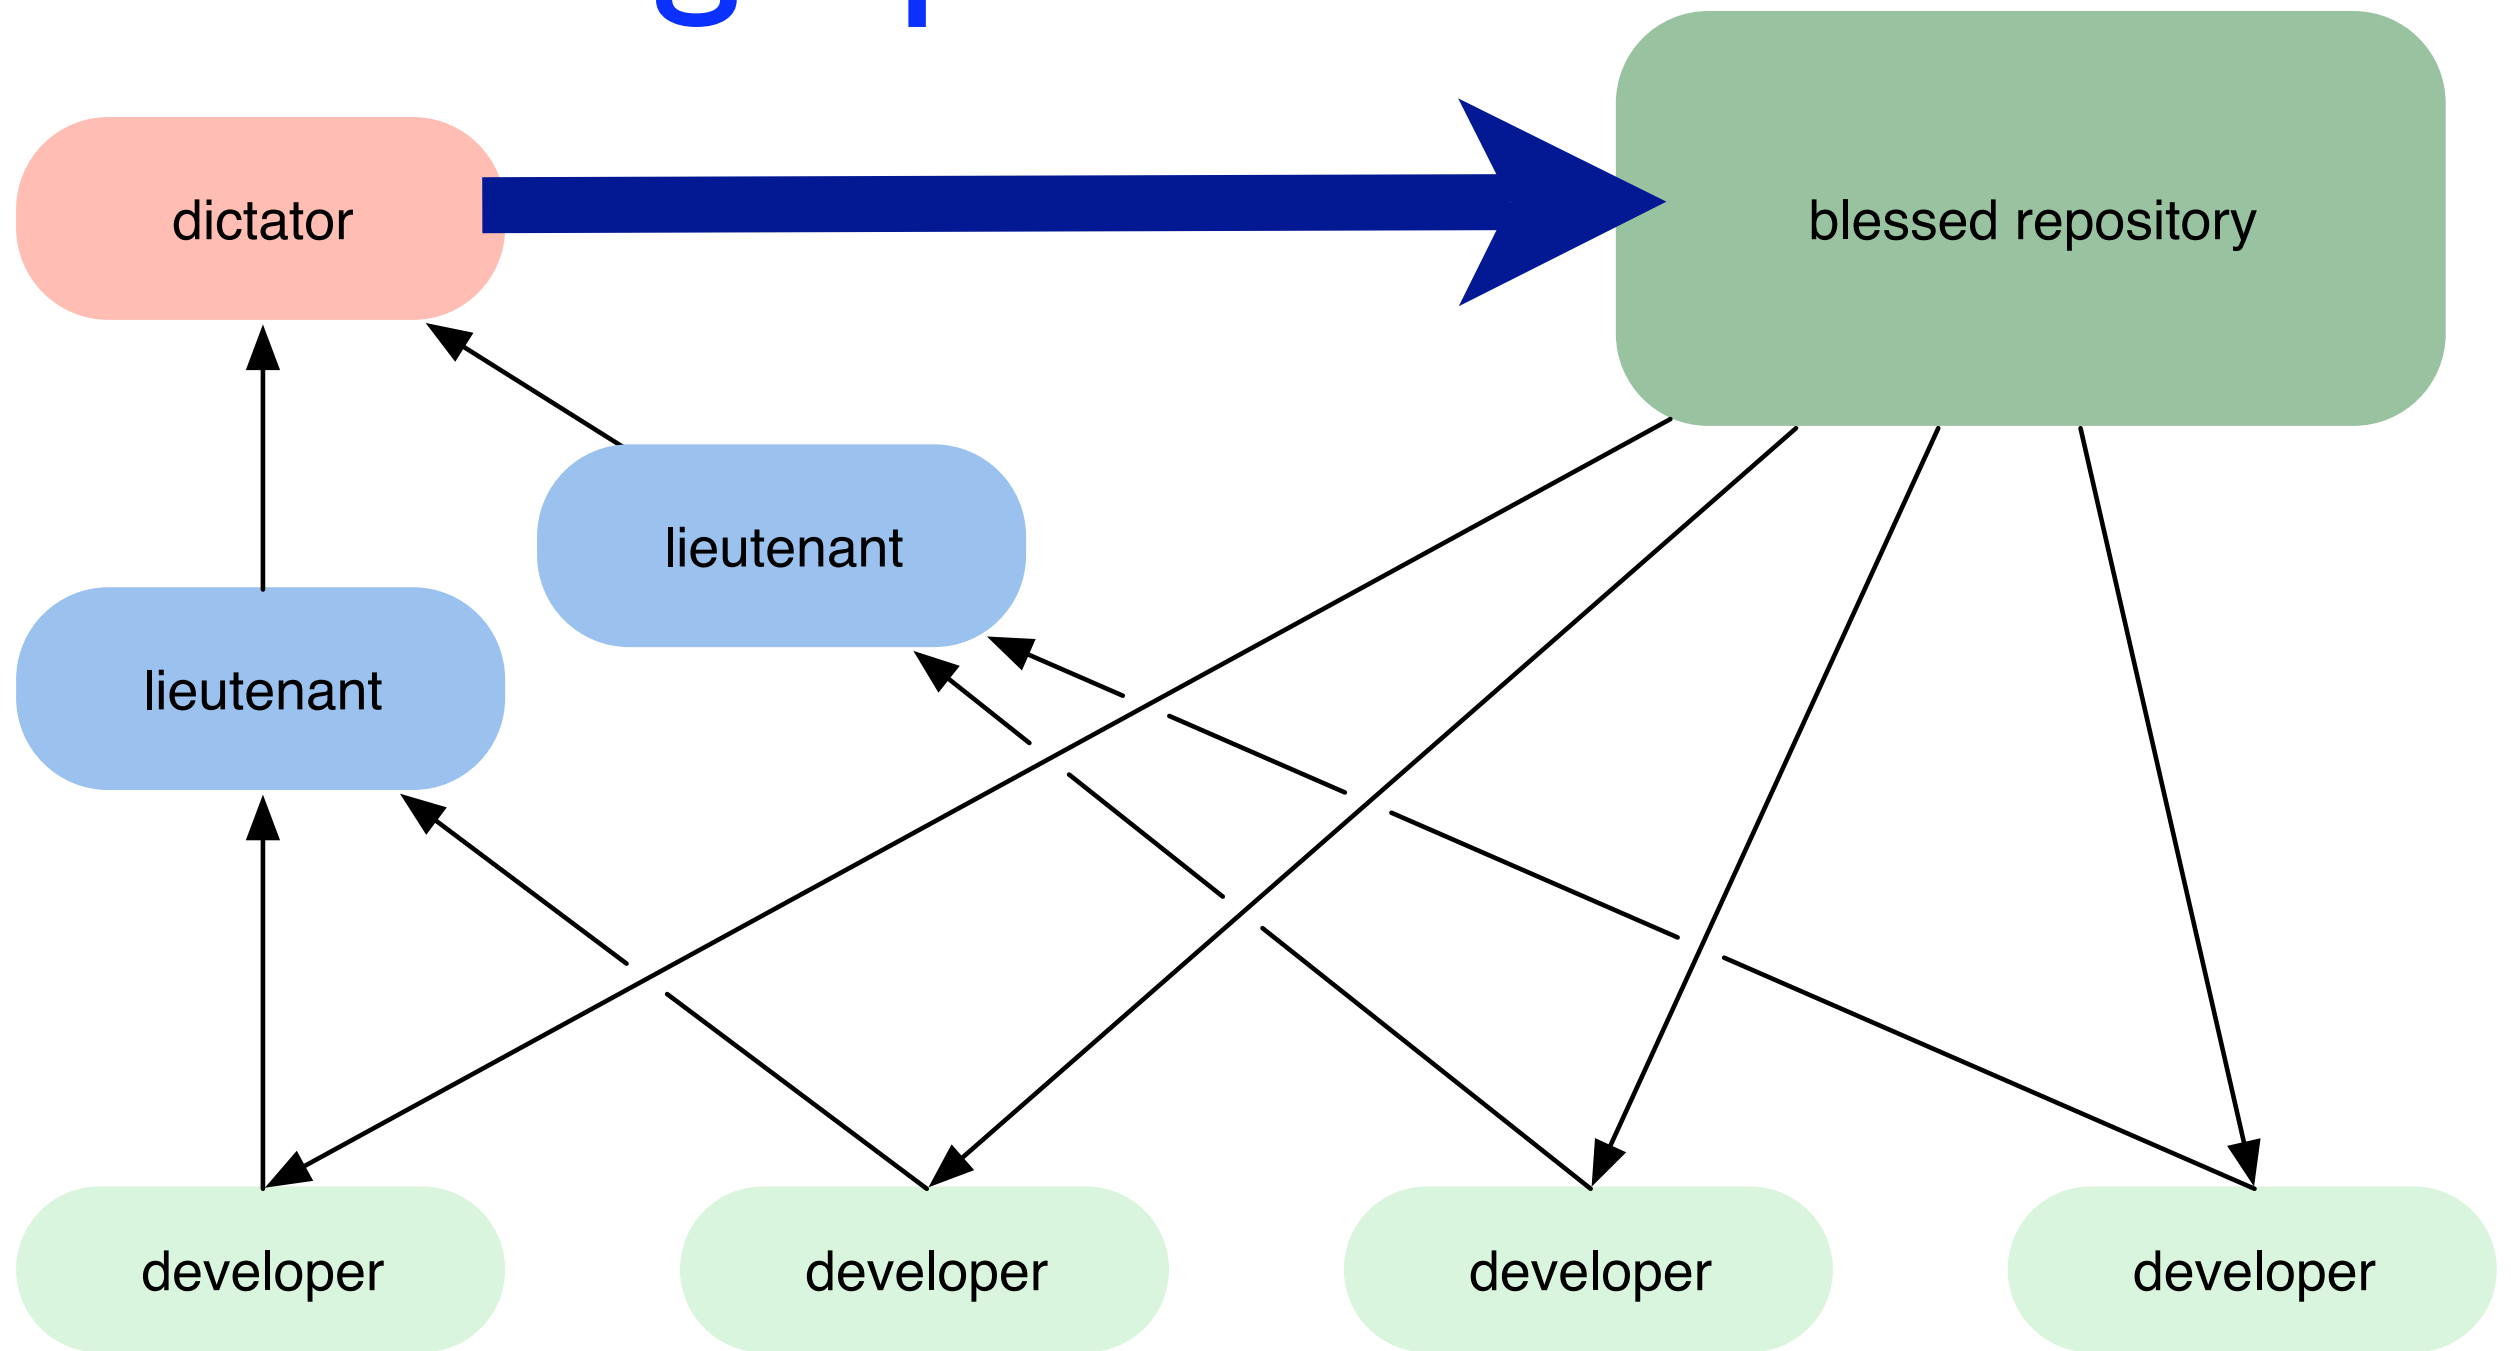 dictator
blessed repository
lieutenant
lieutenant
developer
developer
developer
developer